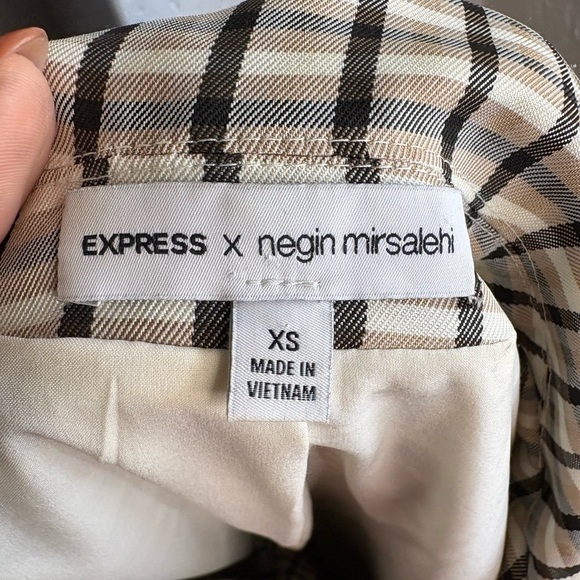 EXPRESS x negin mirsalehi
XS
MADE IN
VIETNAM